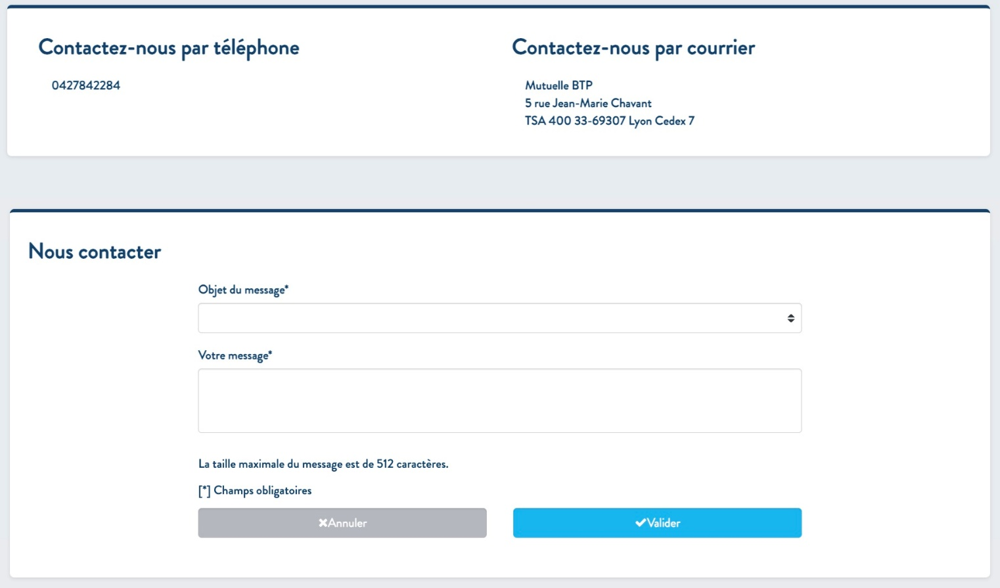 Contactez-nous par téléphone
0427842284
Contactez-nous par courrier
Mutuelle BTP
5 rue Jean-Marie Chavant
TSA 400 33-69307 Lyon Cedex 7
Nous contacter
Objet du message*
Votre message*
La taille maximale du message est de 512 caractères.
[*] Champs obligatoires
Annuler
Valider